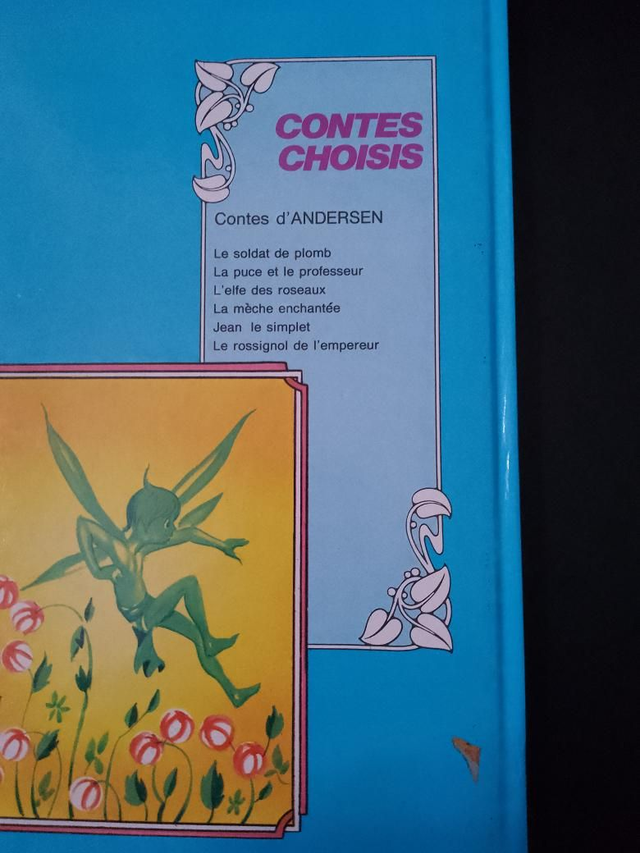 CONTES
CHOISIS
Contes d'ANDERSEN
Le soldat de plomb
La puce et le professeur
L'elfe des roseaux
La mèche enchantée
Jean le simplet
Le rossignol de l'empereur